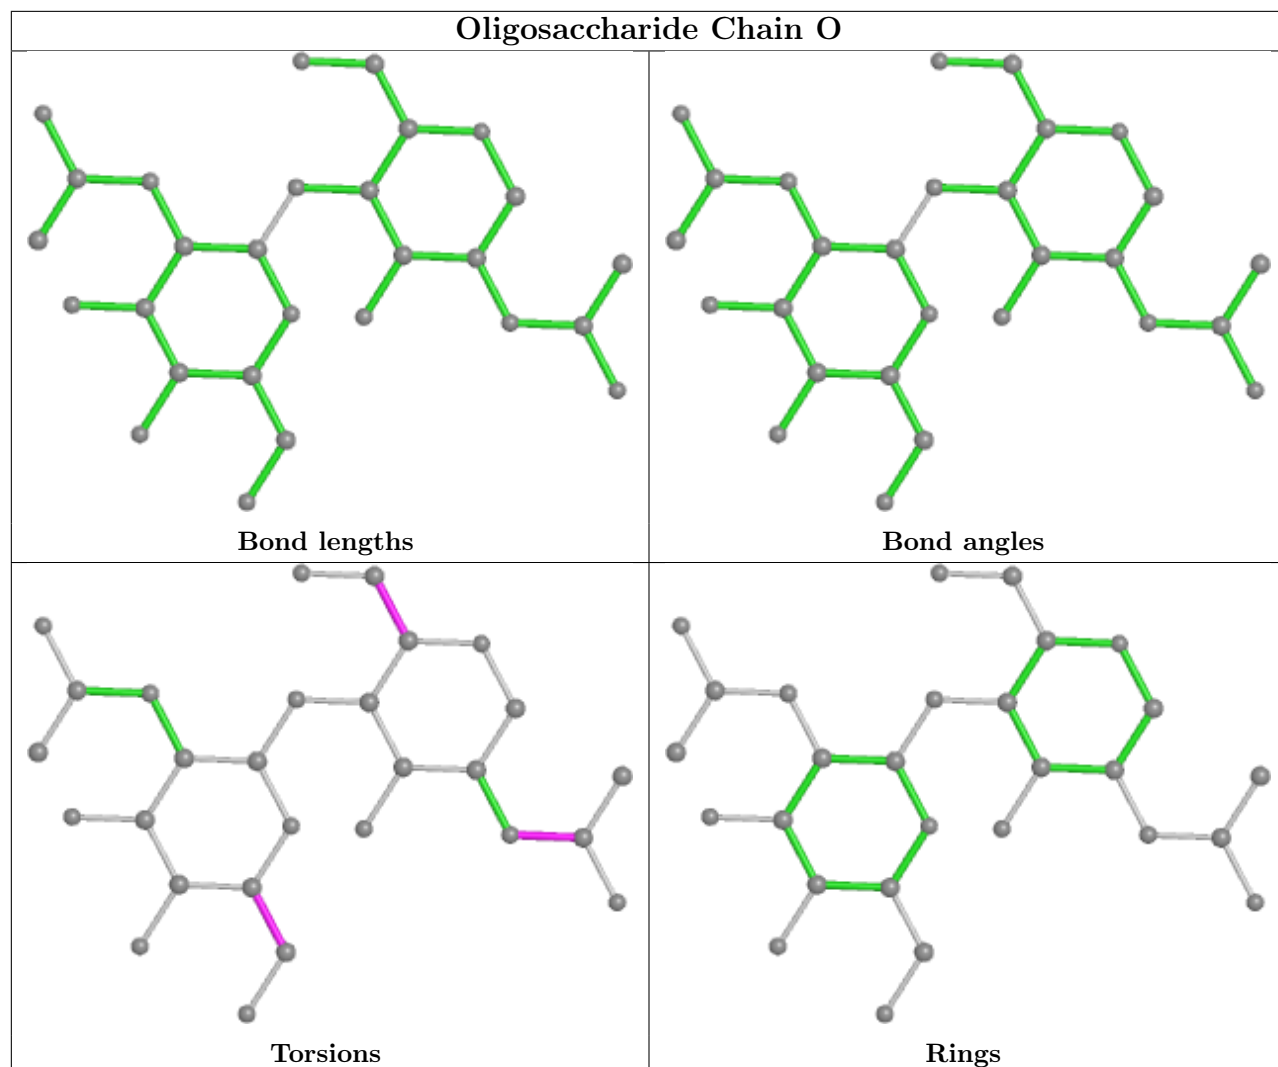 Oligosaccharide Chain O
Bond lengths
Bond angles
Torsions
Rings